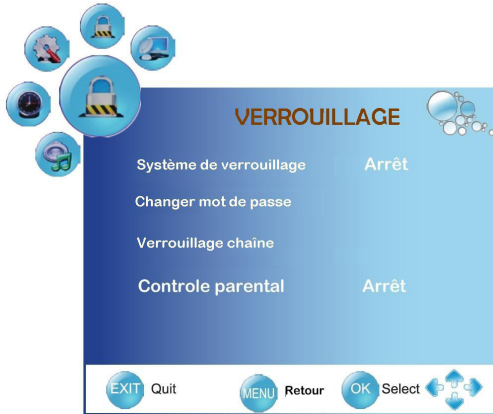 VERROUILLAGE
Système de verrouillage Arrêt
Changer mot de passe
Verrouillage chaîne
Controle parental Arrêt
EXIT Quit MENU Retour OK Select